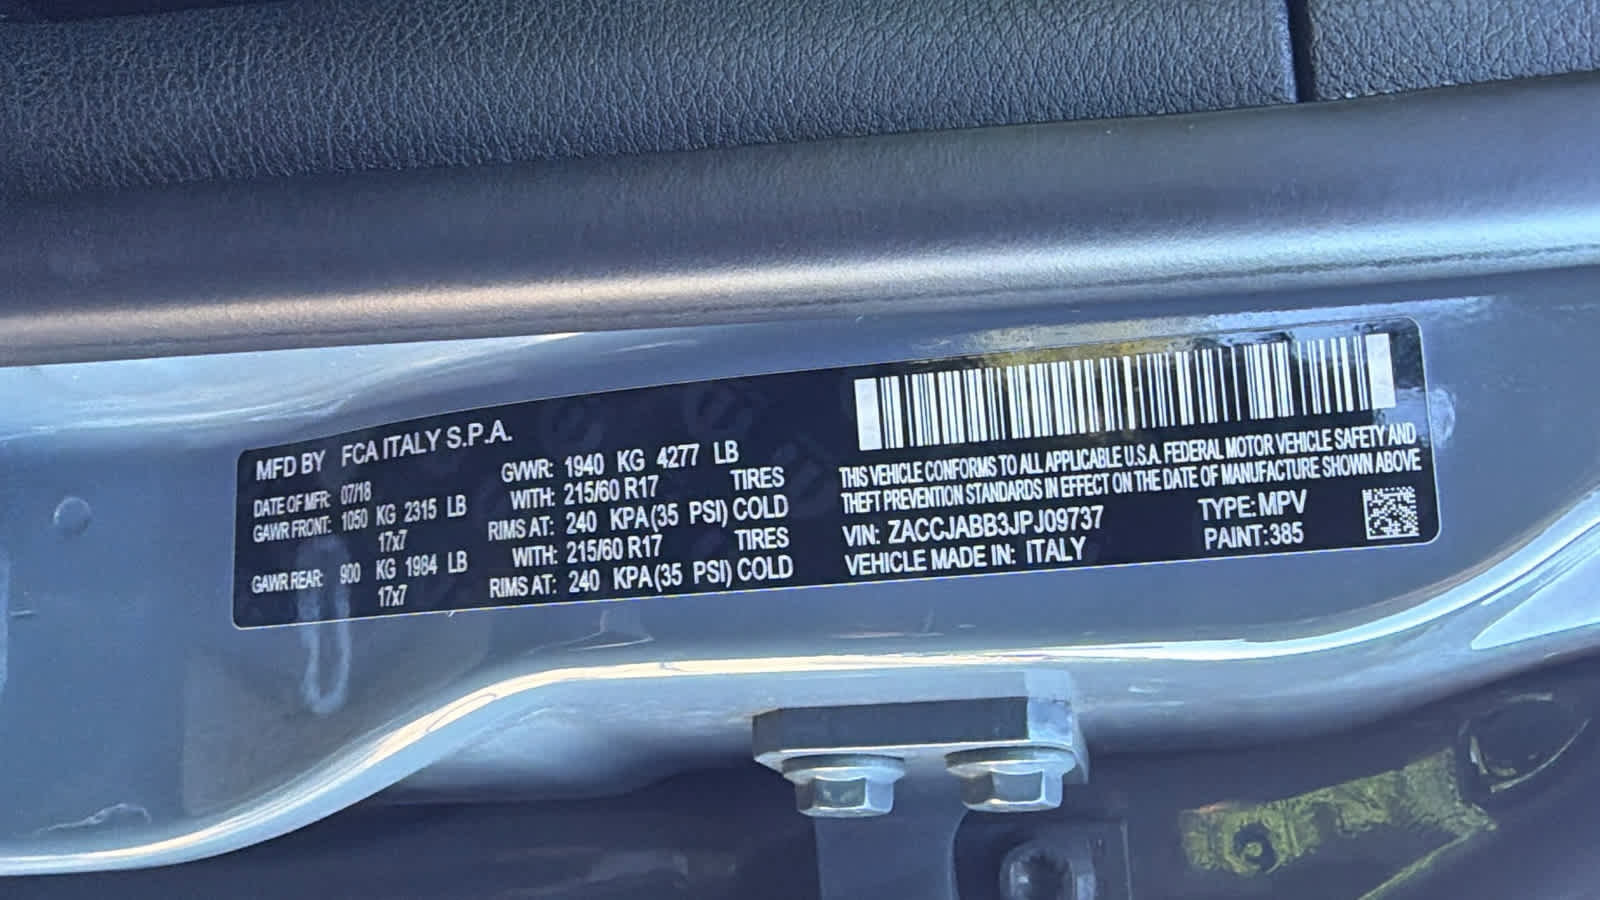 MFD BY FCA ITALY S.P.A.
DATE OF MFR: 07/18
GVWR: 1940 KG 4277 LB
GAWR FRONT: 1050 KG 2315 LB WITH: 215/60 R17 TIRES
17x7 RIMS AT: 240 KPA (35 PSI) COLD
GAWR REAR: 900 KG 1984 LB WITH: 215/60 R17 TIRES
17x7 RIMS AT: 240 KPA (35 PSI) COLD
THIS VEHICLE CONFORMS TO ALL APPLICABLE U.S.A. FEDERAL MOTOR VEHICLE SAFETY AND
THEFT PREVENTION STANDARDS IN EFFECT ON THE DATE OF MANUFACTURE SHOWN ABOVE
VIN: ZACCJABB3JPJ09737 TYPE: MPV
VEHICLE MADE IN: ITALY PAINT: 385